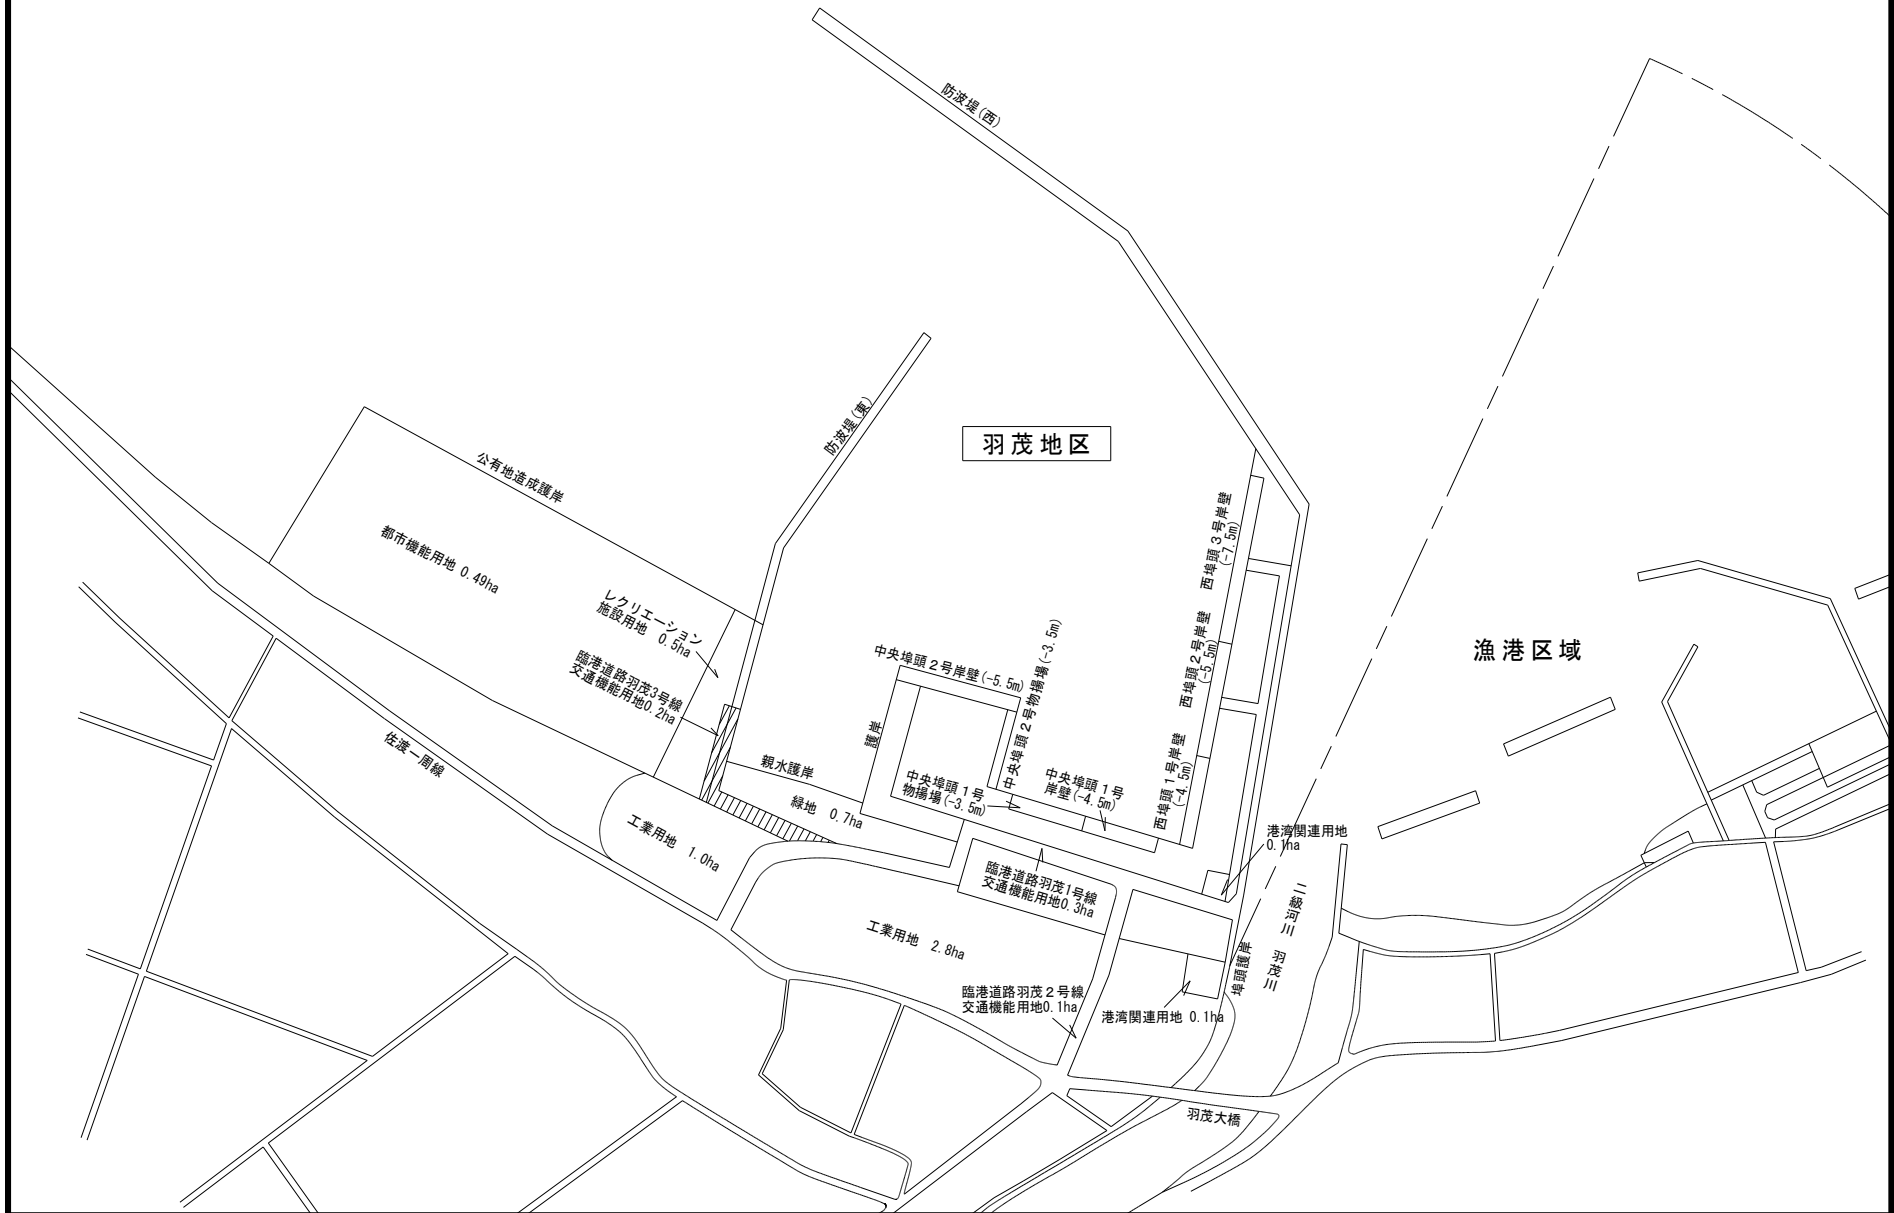 防波堤(西)
防波堤(東)
羽茂地区
公有地造成護岸
都市機能用地 0.49ha
レクリエーション
施設用地 0.5ha
臨港道路羽茂3号線
交通機能用地0.2ha
佐渡一周線
親水護岸
緑地 0.7ha
工業用地 1.0ha
護岸
中央埠頭2号岸壁(-5.5m)
中央埠頭2号物揚場(-3.5m)
中央埠頭1号
物揚場(-3.5m)
中央埠頭1号
岸壁(-4.5m)
西埠頭3号岸壁
(-7.5m)
西埠頭2号岸壁
(-5.5m)
西埠頭1号岸壁
(-4.5m)
漁港区域
港湾関連用地
0.1ha
臨港道路羽茂1号線
交通機能用地0.3ha
工業用地 2.8ha
二級河川 羽茂川
埠頭護岸
臨港道路羽茂2号線
交通機能用地0.1ha
港湾関連用地 0.1ha
羽茂大橋